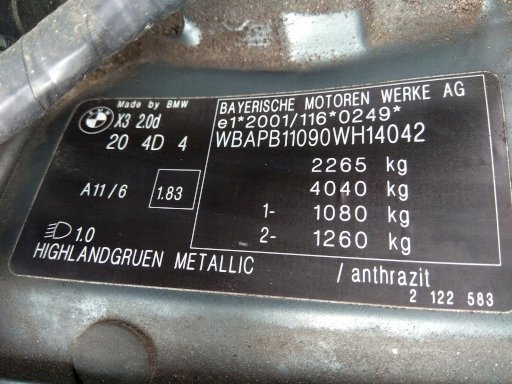 Made by BMW
X3 2.0d
20 4D 4
A11/6 1.83
1.0
HIGHLANDGRUEN METALLIC / anthrazit
BAYERISCHE MOTOREN WERKE AG
e1*2001/116*0249*
WBAPB11090WH14042
2265 kg
4040 kg
1- 1080 kg
2- 1260 kg
2 122 583